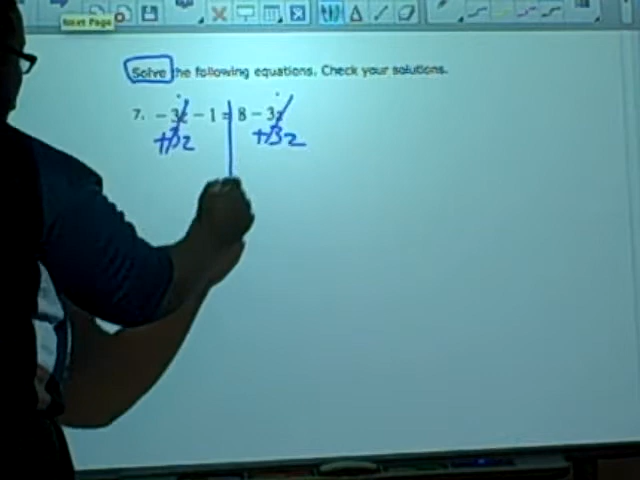 Next Page
Solve the following equations. Check your solutions.
7. -3z - 1 = 8 - 3z
+3z +3z